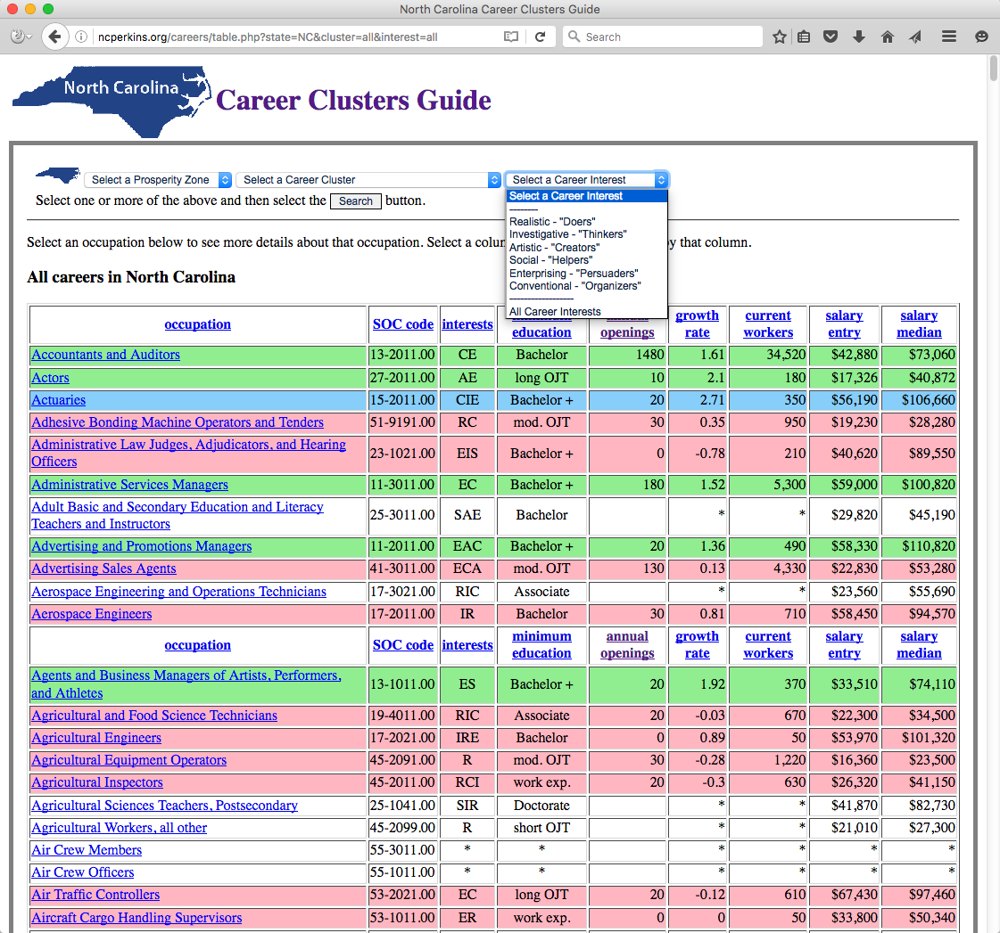 North Carolina Career Clusters Guide
ncperkins.org/careers/table.php?state=NC&cluster=all&interest=all
Search
North Carolina
Career Clusters Guide
Select a Prosperity Zone
Select a Career Cluster
Select a Career Interest
Select a Career Interest
--------
Realistic - "Doers"
Investigative - "Thinkers"
Artistic - "Creators"
Social - "Helpers"
Enterprising - "Persuaders"
Conventional - "Organizers"
------------------
All Career Interests
Select one or more of the above and then select the Search button.
Select an occupation below to see more details about that occupation. Select a by that column.
All careers in North Carolina
occupation SOC code interests education openings growth rate current workers salary entry salary median
Accountants and Auditors 13-2011.00 CE Bachelor 1480 1.61 34,520 $42,880 $73,060
Actors 27-2011.00 AE long OJT 10 2.1 180 $17,326 $40,872
Actuaries 15-2011.00 CIE Bachelor + 20 2.71 350 $56,190 $106,660
Adhesive Bonding Machine Operators and Tenders 51-9191.00 RC mod. OJT 30 0.35 950 $19,230 $28,280
Administrative Law Judges, Adjudicators, and Hearing
Officers 23-1021.00 EIS Bachelor + 0 -0.78 210 $40,620 $89,550
Administrative Services Managers 11-3011.00 EC Bachelor + 180 1.52 5,300 $59,000 $100,820
Adult Basic and Secondary Education and Literacy
Teachers and Instructors 25-3011.00 SAE Bachelor * * $29,820 $45,190
Advertising and Promotions Managers 11-2011.00 EAC Bachelor + 20 1.36 490 $58,330 $110,820
Advertising Sales Agents 41-3011.00 ECA mod. OJT 130 0.13 4,330 $22,830 $53,280
Aerospace Engineering and Operations Technicians 17-3021.00 RIC Associate * * $23,560 $55,690
Aerospace Engineers 17-2011.00 IR Bachelor 30 0.81 710 $58,450 $94,570
occupation SOC code interests minimum education annual openings growth rate current workers salary entry salary median
Agents and Business Managers of Artists, Performers,
and Athletes 13-1011.00 ES Bachelor + 20 1.92 370 $33,510 $74,110
Agricultural and Food Science Technicians 19-4011.00 RIC Associate 20 -0.03 670 $22,300 $34,500
Agricultural Engineers 17-2021.00 IRE Bachelor 0 0.89 50 $53,970 $101,320
Agricultural Equipment Operators 45-2091.00 R mod. OJT 30 -0.28 1,220 $16,360 $23,500
Agricultural Inspectors 45-2011.00 RCI work exp. 20 -0.3 630 $26,320 $41,150
Agricultural Sciences Teachers, Postsecondary 25-1041.00 SIR Doctorate * * $41,870 $82,730
Agricultural Workers, all other 45-2099.00 R short OJT * * $21,010 $27,300
Air Crew Members 55-3011.00 * * * * * *
Air Crew Officers 55-1011.00 * * * * * *
Air Traffic Controllers 53-2021.00 EC long OJT 20 -0.12 610 $67,430 $97,460
Aircraft Cargo Handling Supervisors 53-1011.00 ER work exp. 0 0 50 $33,800 $50,340